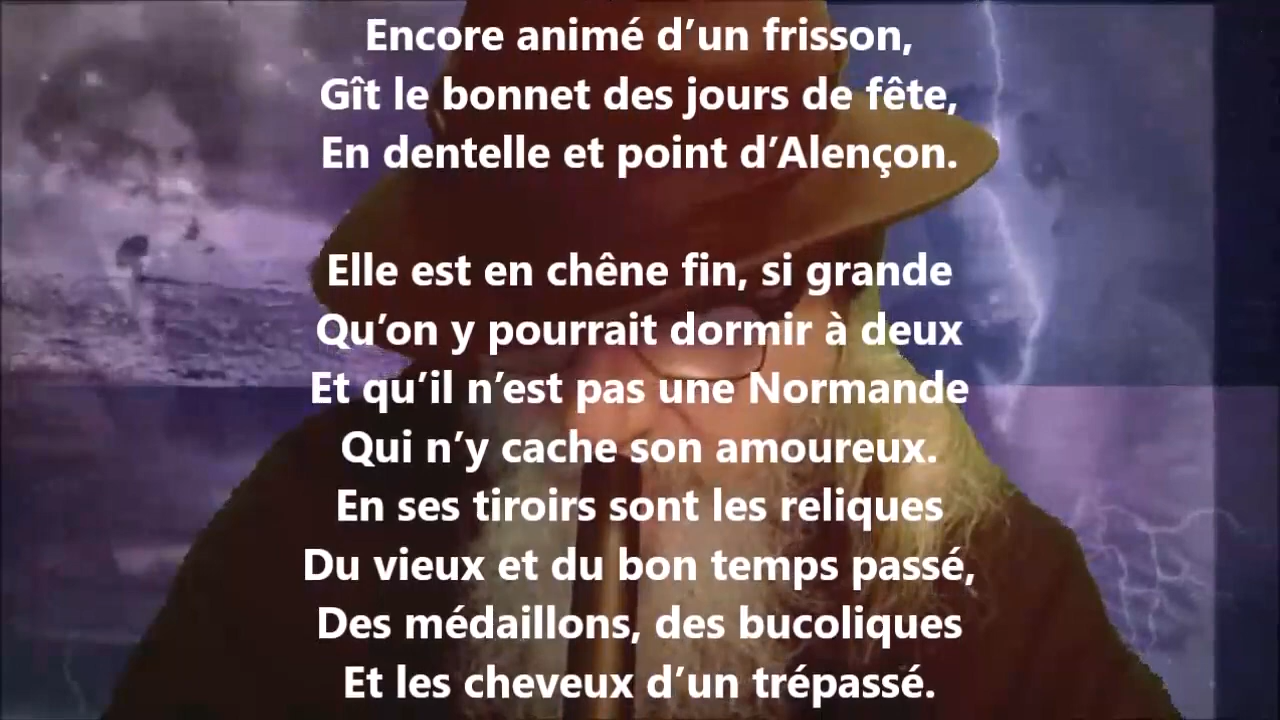 Encore animé d’un frisson,
Gît le bonnet des jours de fête,
En dentelle et point d’Alençon.
Elle est en chêne fin, si grande
Qu’on y pourrait dormir à deux
Et qu’il n’est pas une Normande
Qui n’y cache son amoureux.
En ses tiroirs sont les reliques
Du vieux et du bon temps passé,
Des médaillons, des bucoliques
Et les cheveux d’un trépassé.